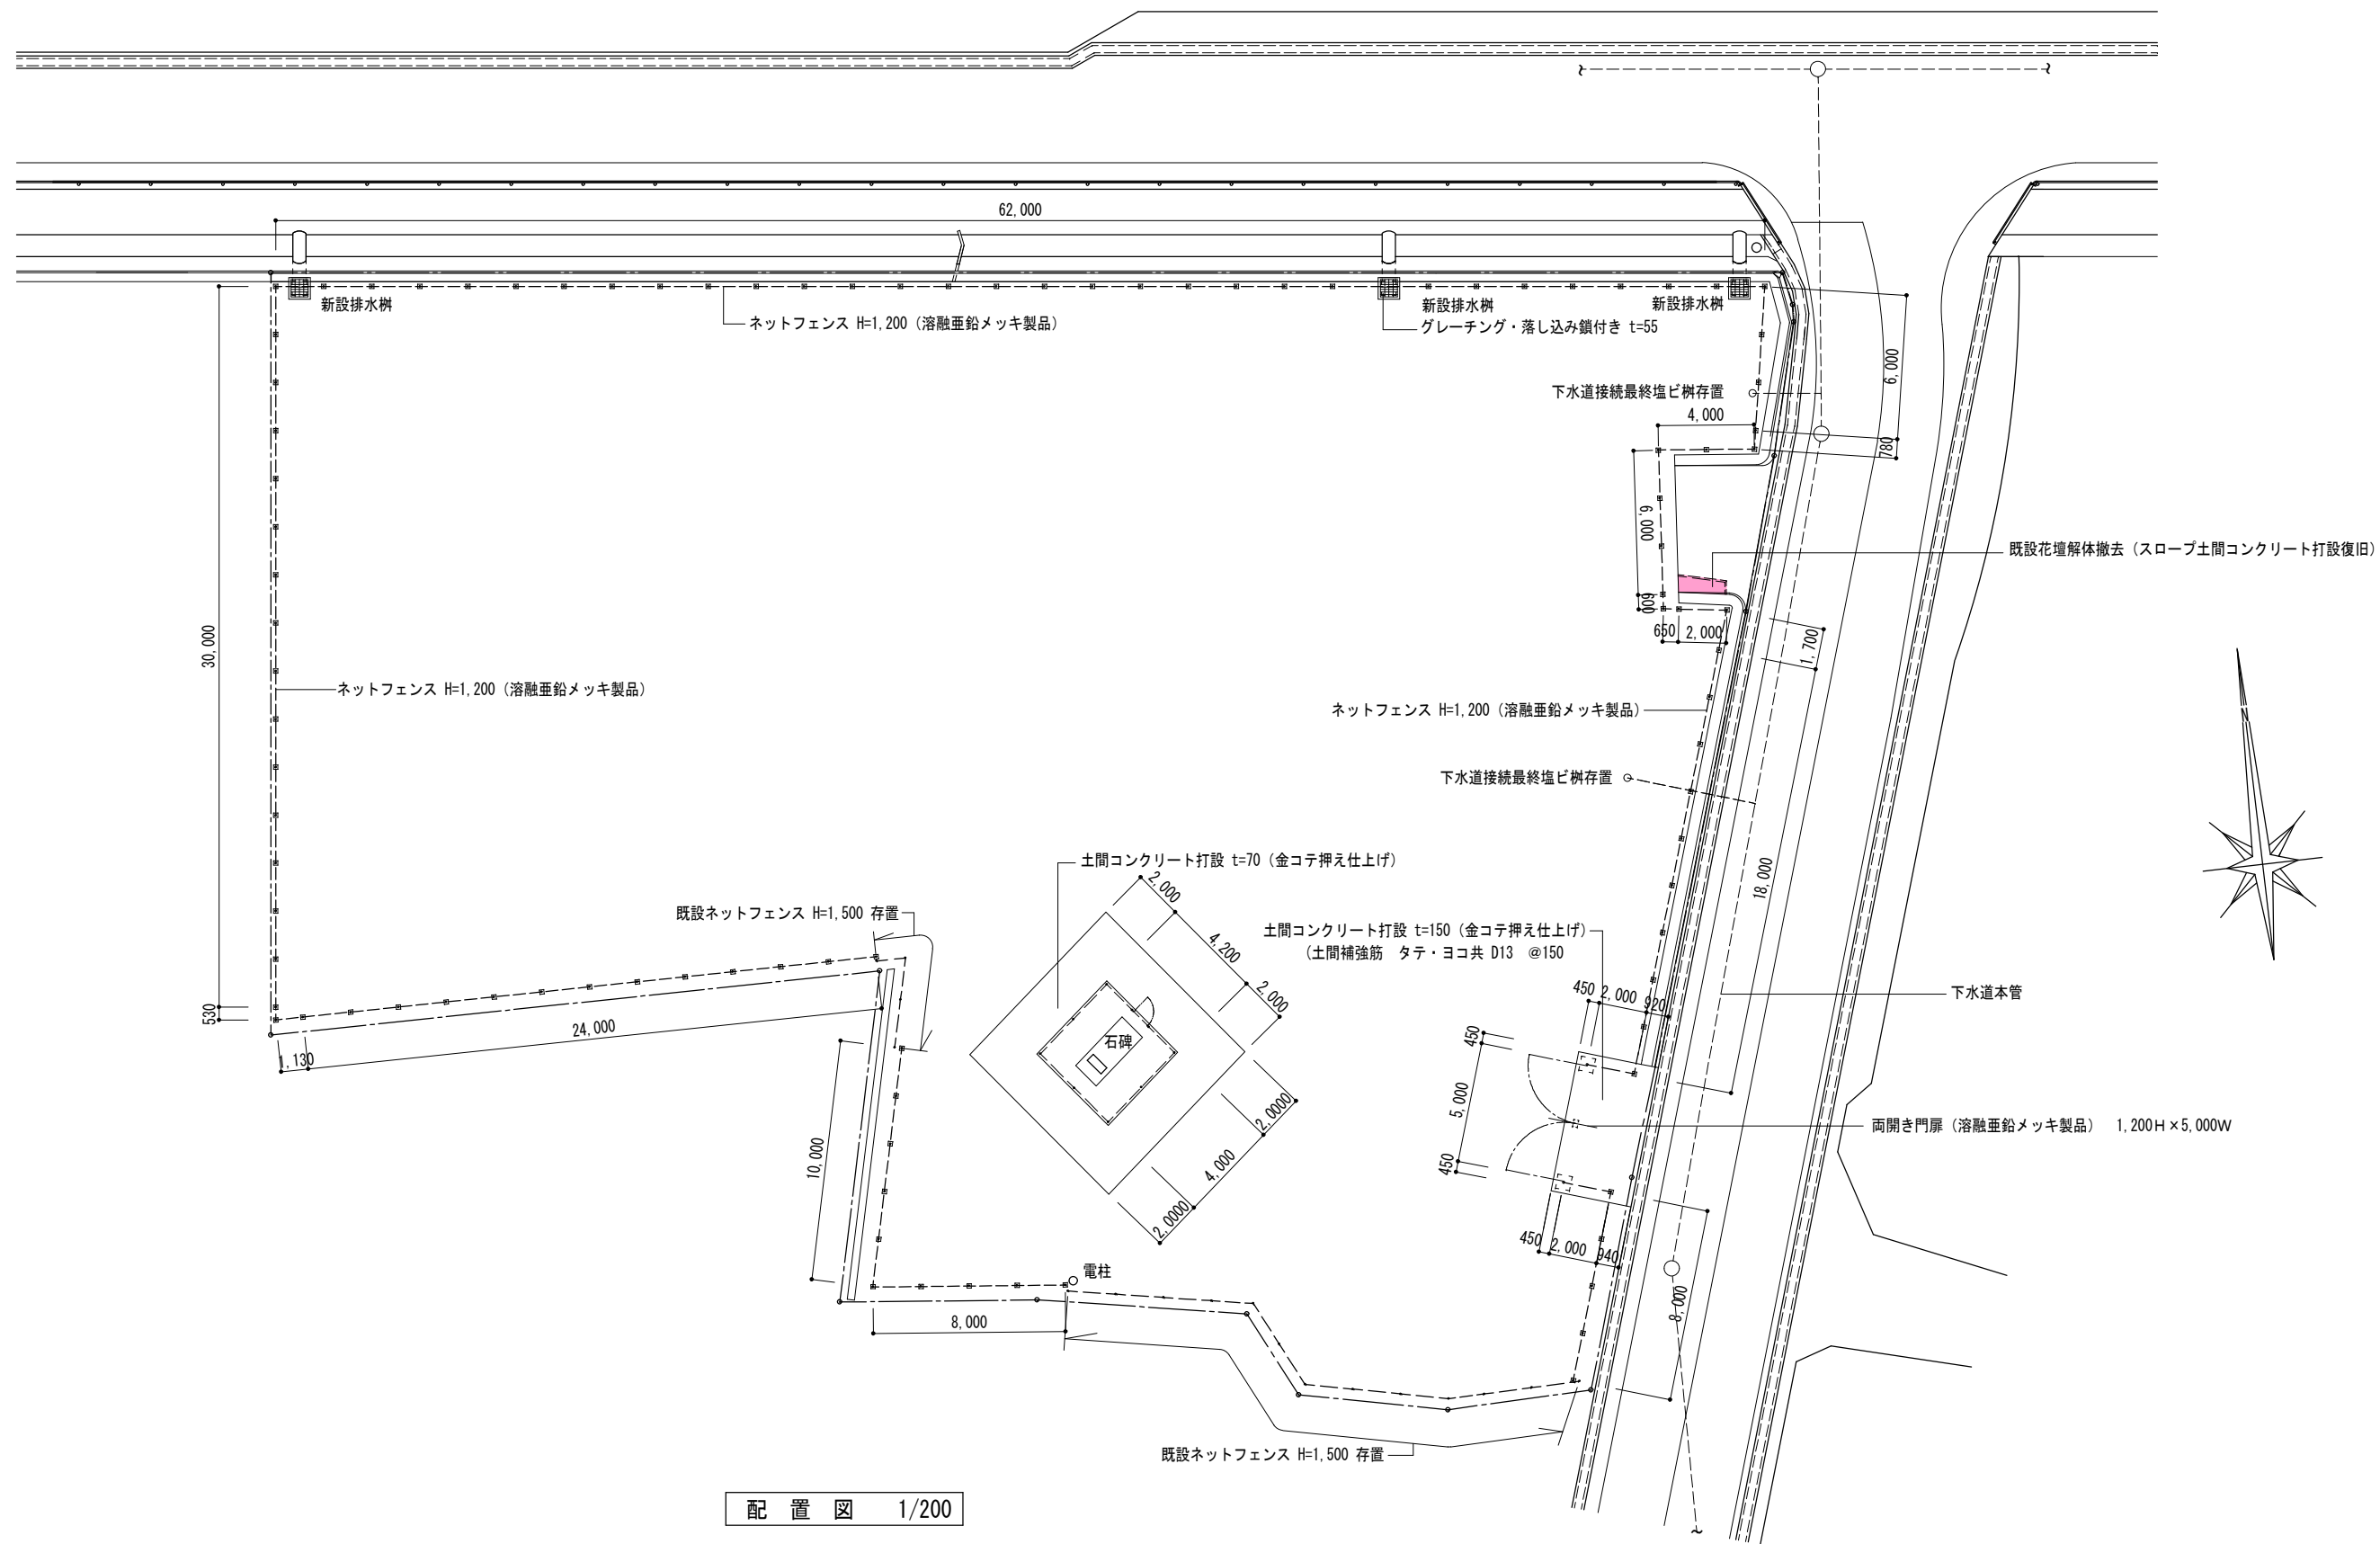 62,000
新設排水桝
ネットフェンス H=1,200（溶融亜鉛メッキ製品）
新設排水桝
グレーチング・落し込み鎖付き t=55
新設排水桝
6,000
下水道接続最終塩ビ桝存置
4,000
780
6,000
既設花壇解体撤去（スロープ土間コンクリート打設復旧）
600
650
2,000
1,700
30,000
ネットフェンス H=1,200（溶融亜鉛メッキ製品）
ネットフェンス H=1,200（溶融亜鉛メッキ製品）
N
下水道接続最終塩ビ桝存置
18,000
土間コンクリート打設 t=70（金コテ押え仕上げ）
2,000
既設ネットフェンス H=1,500 存置
4,200
土間コンクリート打設 t=150（金コテ押え仕上げ）
（土間補強筋　タテ・ヨコ共 D13　@150
2,000
450
2,000
920
下水道本管
530
24,000
1,130
石碑
450
5,000
450
2,0000
4,000
2,0000
両開き門扉（溶融亜鉛メッキ製品）　1,200H×5,000W
10,000
450
2,000
940
電柱
8,000
8,000
既設ネットフェンス H=1,500 存置
配　置　図　　1/200